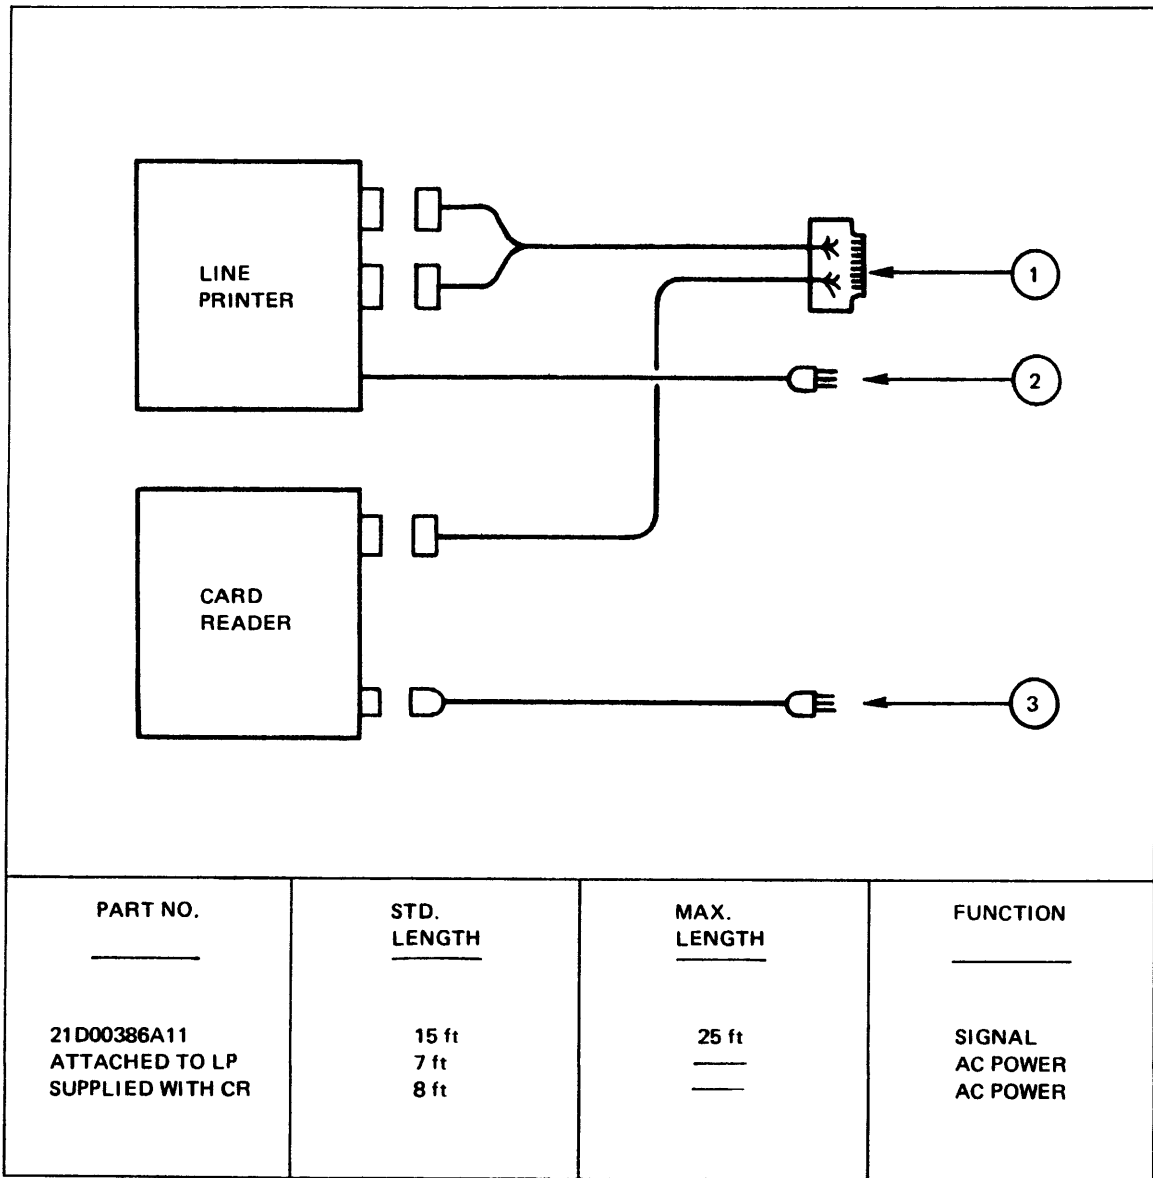 LINE
PRINTER
1
2
CARD
READER
3
PART NO. STD. LENGTH MAX. LENGTH FUNCTION
21D00386A11 15 ft 25 ft SIGNAL
ATTACHED TO LP 7 ft —— AC POWER
SUPPLIED WITH CR 8 ft —— AC POWER